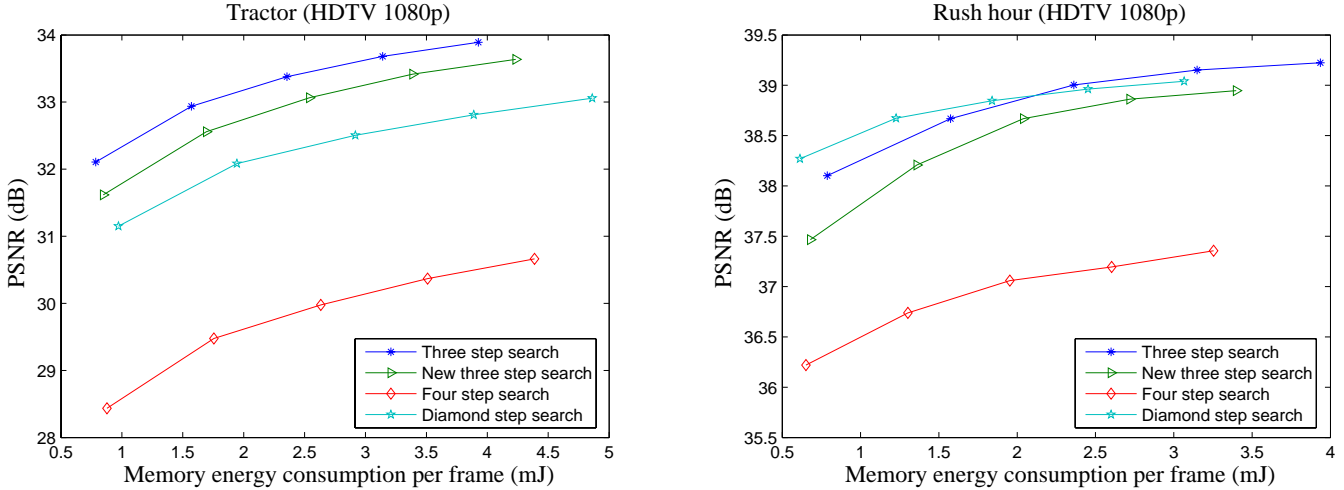 Tractor (HDTV 1080p)
34
33
32
31
30
29
28
PSNR (dB)
0.5 1 1.5 2 2.5 3 3.5 4 4.5 5
Memory energy consumption per frame (mJ)
Three step search
New three step search
Four step search
Diamond step search
Rush hour (HDTV 1080p)
39.5
39
38.5
38
37.5
37
36.5
36
35.5
PSNR (dB)
0.5 1 1.5 2 2.5 3 3.5 4
Memory energy consumption per frame (mJ)
Three step search
New three step search
Four step search
Diamond step search